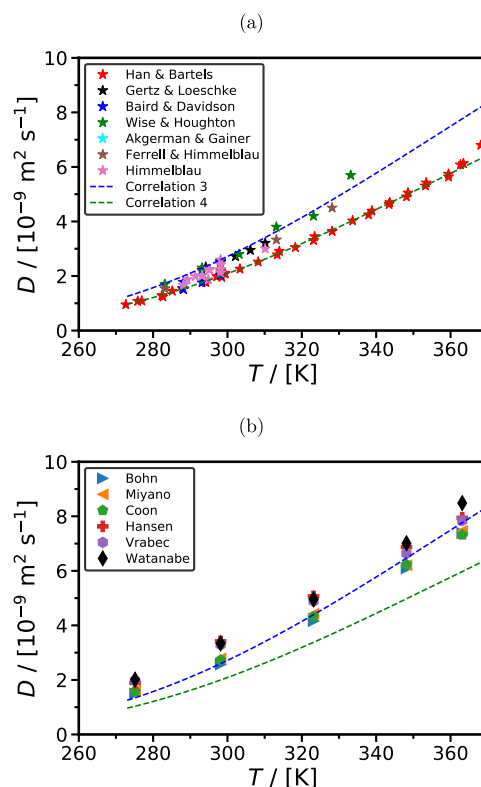 (a)
10
8
6
4
2
0
D / [10⁻⁹ m² s⁻¹]
Han & Bartels
Gertz & Loeschke
Baird & Davidson
Wise & Houghton
Akgerman & Gainer
Ferrell & Himmelblau
Himmelblau
Correlation 3
Correlation 4
260 280 300 320 340 360
T / [K]
(b)
10
8
6
4
2
0
D / [10⁻⁹ m² s⁻¹]
Bohn
Miyano
Coon
Hansen
Vrabec
Watanabe
260 280 300 320 340 360
T / [K]